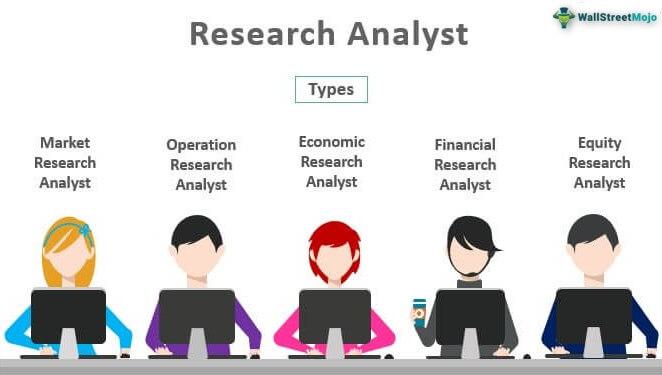 WallStreetMojo
Research Analyst
Types
Market
Research
Analyst
Operation
Research
Analyst
Economic
Research
Analyst
Financial
Research
Analyst
Equity
Research
Analyst